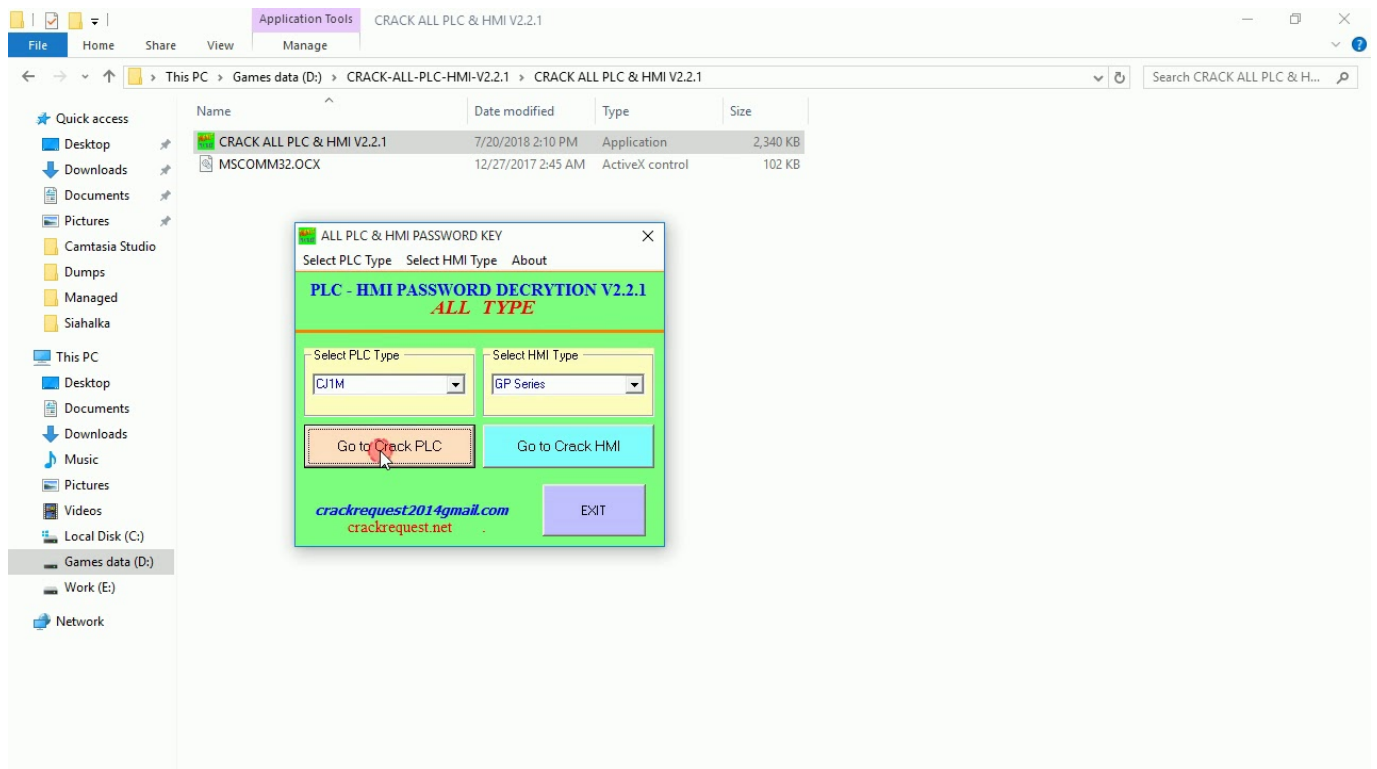 Application Tools
CRACK ALL PLC & HMI V2.2.1
File
Home
Share
View
Manage
This PC > Games data (D:) > CRACK-ALL-PLC-HMI-V2.2.1 > CRACK ALL PLC & HMI V2.2.1
Search CRACK ALL PLC & H...
Name
Date modified
Type
Size
CRACK ALL PLC & HMI V2.2.1
7/20/2018 2:10 PM
Application
2,340 KB
MSCOMM32.OCX
12/27/2017 2:45 AM
ActiveX control
102 KB
Quick access
Desktop
Downloads
Documents
Pictures
Camtasia Studio
Dumps
Managed
Siahalka
This PC
Desktop
Documents
Downloads
Music
Pictures
Videos
Local Disk (C:)
Games data (D:)
Work (E:)
Network
ALL PLC & HMI PASSWORD KEY
Select PLC Type
Select HMI Type
About
PLC - HMI PASSWORD DECRYTION V2.2.1
ALL TYPE
Select PLC Type
Select HMI Type
CJ1M
GP Series
Go to Crack PLC
Go to Crack HMI
crackrequest2014gmail.com
crackrequest.net .
EXIT